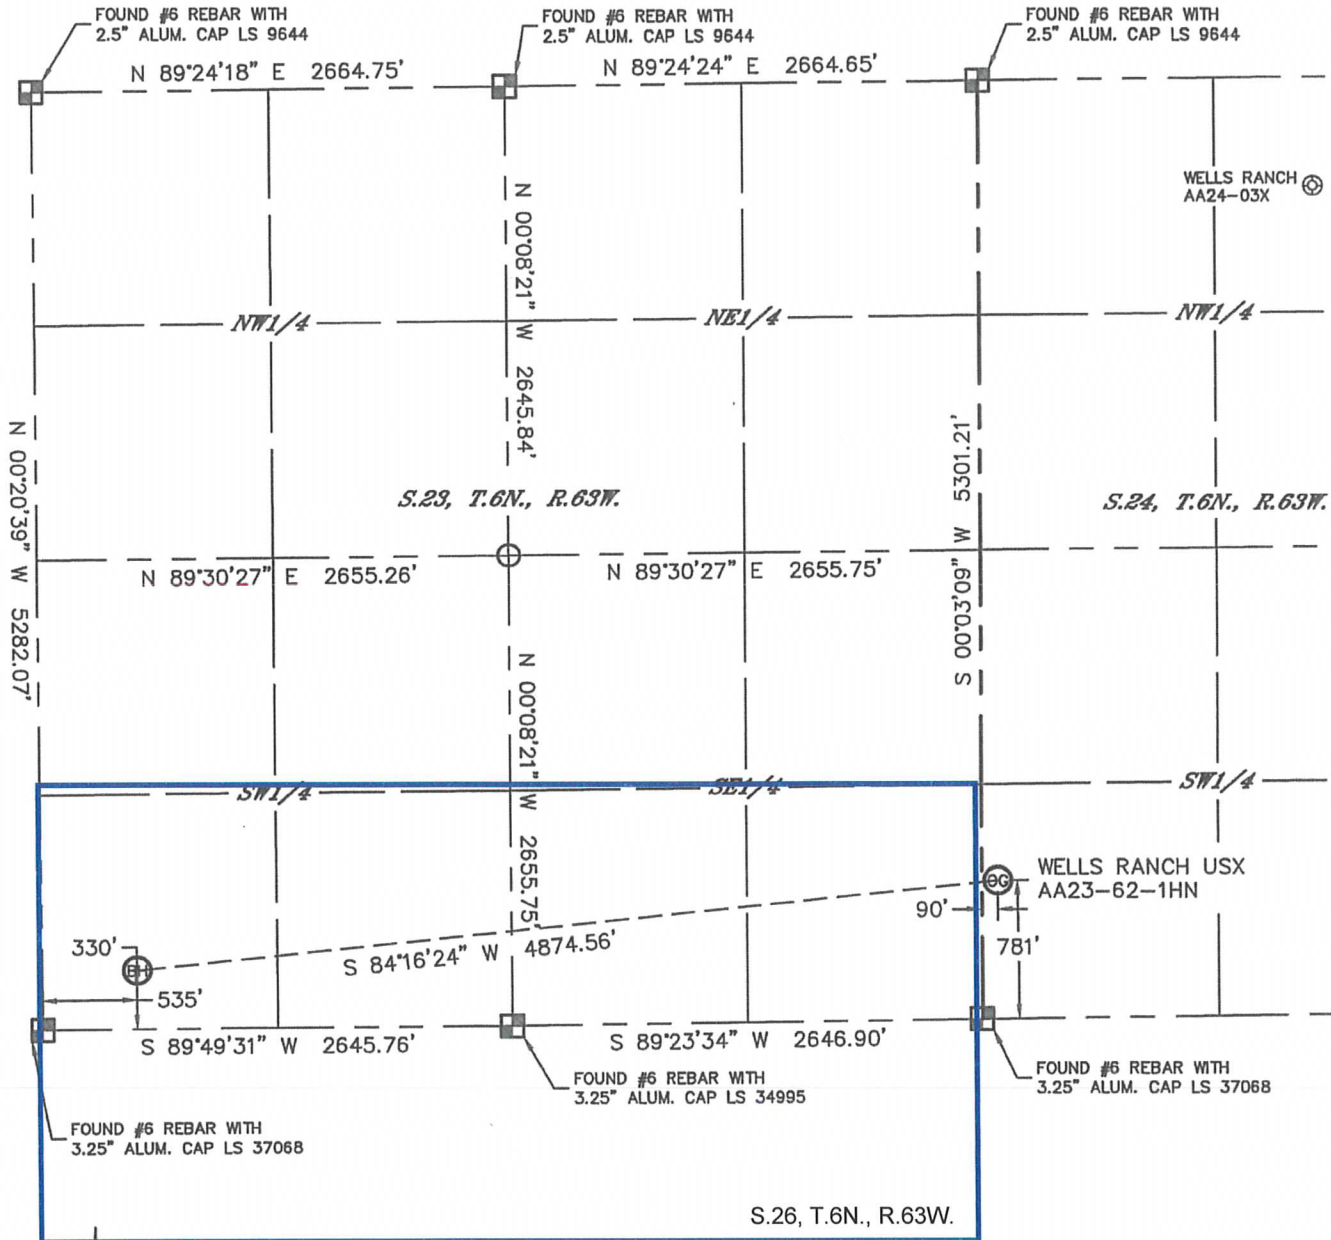 FOUND #6 REBAR WITH
2.5" ALUM. CAP LS 9644
FOUND #6 REBAR WITH
2.5" ALUM. CAP LS 9644
FOUND #6 REBAR WITH
2.5" ALUM. CAP LS 9644
N 89°24'18" E 2664.75'
N 89°24'24" E 2664.65'
WELLS RANCH
AA24-03X
N 00°08'21" W 2645.84'
NW1/4
NE1/4
NW1/4
N 00°20'39" W 5282.07'
S 00°03'09" W 5301.21'
S.23, T.6N., R.63W.
S.24, T.6N., R.63W.
N 89°30'27" E 2655.26'
N 89°30'27" E 2655.75'
N 00°08'21" W 2655.75'
SW1/4
SE1/4
SW1/4
OG
WELLS RANCH USX
AA23-62-1HN
90'
781'
330'
BH
S 84°16'24" W 4874.56'
535'
S 89°49'31" W 2645.76'
S 89°23'34" W 2646.90'
FOUND #6 REBAR WITH
3.25" ALUM. CAP LS 34995
FOUND #6 REBAR WITH
3.25" ALUM. CAP LS 37068
FOUND #6 REBAR WITH
3.25" ALUM. CAP LS 37068
S.26, T.6N., R.63W.